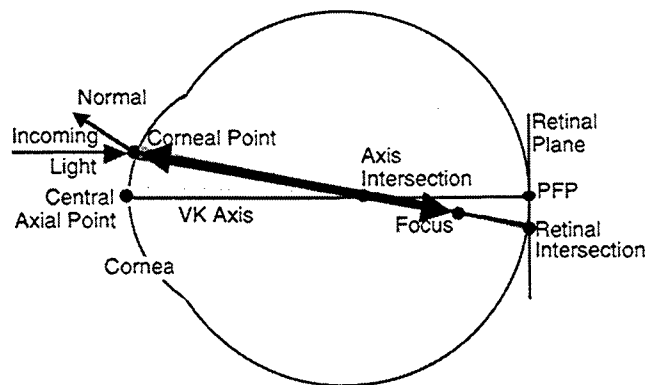 Normal
Incoming
Light
Corneal Point
Retinal
Plane
Axis
Intersection
Central
Axial Point
VK Axis
PFP
Focus
Retinal
Intersection
Cornea